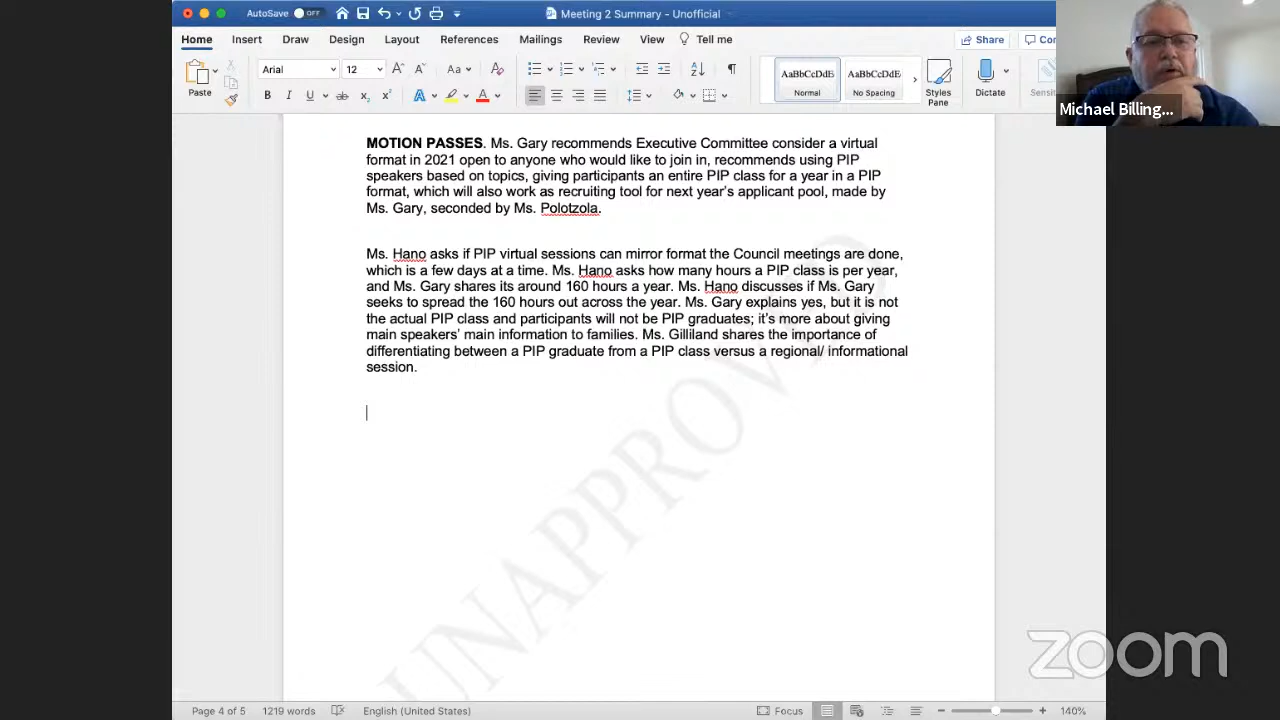 AutoSave OFF
Meeting 2 Summary - Unofficial
Home Insert Draw Design Layout References Mailings Review View Tell me Share
Paste Arial 12 Aa AaBbCcDdE AaBbCcDdE
Normal No Spacing Styles Pane Dictate
Michael Billing...
MOTION PASSES. Ms. Gary recommends Executive Committee consider a virtual
format in 2021 open to anyone who would like to join in, recommends using PIP
speakers based on topics, giving participants an entire PIP class for a year in a PIP
format, which will also work as recruiting tool for next year's applicant pool, made by
Ms. Gary, seconded by Ms. Polotzola.
Ms. Hano asks if PIP virtual sessions can mirror format the Council meetings are done,
which is a few days at a time. Ms. Hano asks how many hours a PIP class is per year,
and Ms. Gary shares its around 160 hours a year. Ms. Hano discusses if Ms. Gary
seeks to spread the 160 hours out across the year. Ms. Gary explains yes, but it is not
the actual PIP class and participants will not be PIP graduates; it's more about giving
main speakers' main information to families. Ms. Gilliland shares the importance of
differentiating between a PIP graduate from a PIP class versus a regional/ informational
session.
UNAPPROVD
zoom
Page 4 of 5 1219 words English (United States) Focus 140%